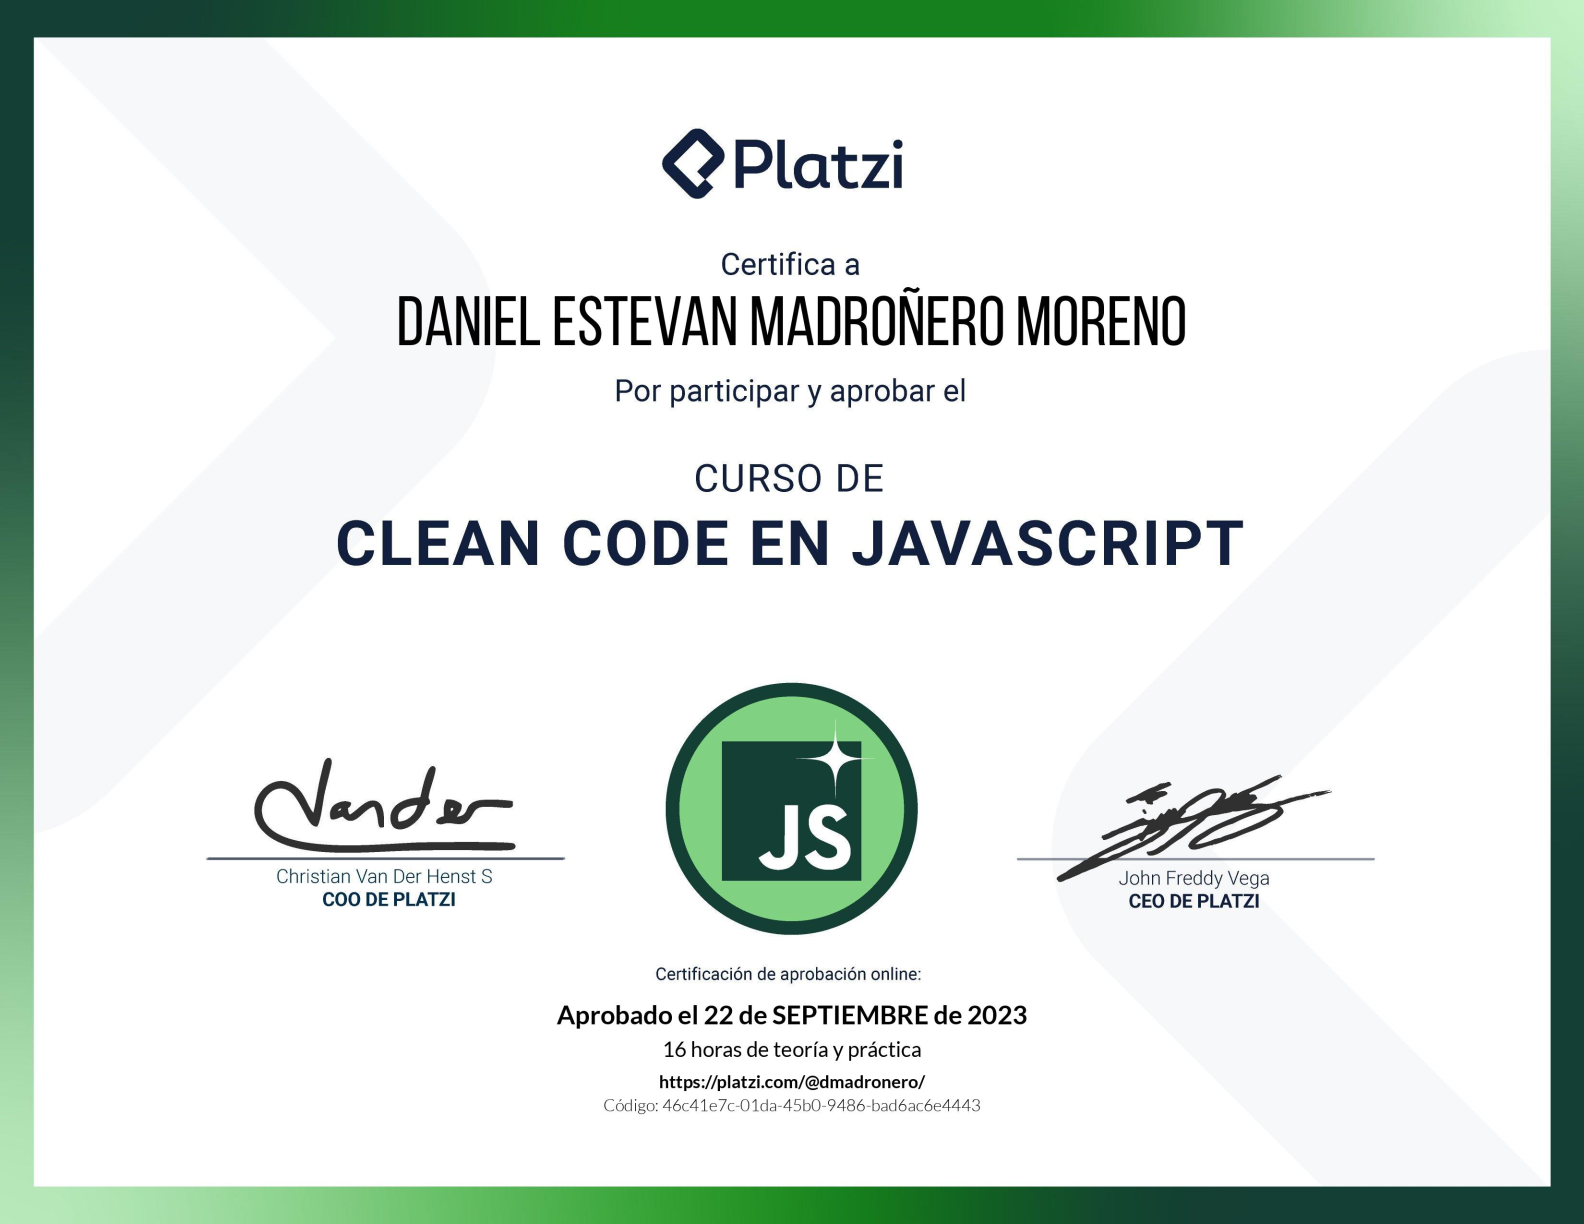 Platzi
Certifica a
DANIEL ESTEVAN MADROÑERO MORENO
Por participar y aprobar el
CURSO DE
CLEAN CODE EN JAVASCRIPT
Vander
JS
Christian Van Der Henst S
COO DE PLATZI
John Freddy Vega
CEO DE PLATZI
Certificación de aprobación online:
Aprobado el 22 de SEPTIEMBRE de 2023
16 horas de teoría y práctica
https://platzi.com/@dmadronero/
Código: 46c41e7c-01da-45b0-9486-bad6ac6e4443